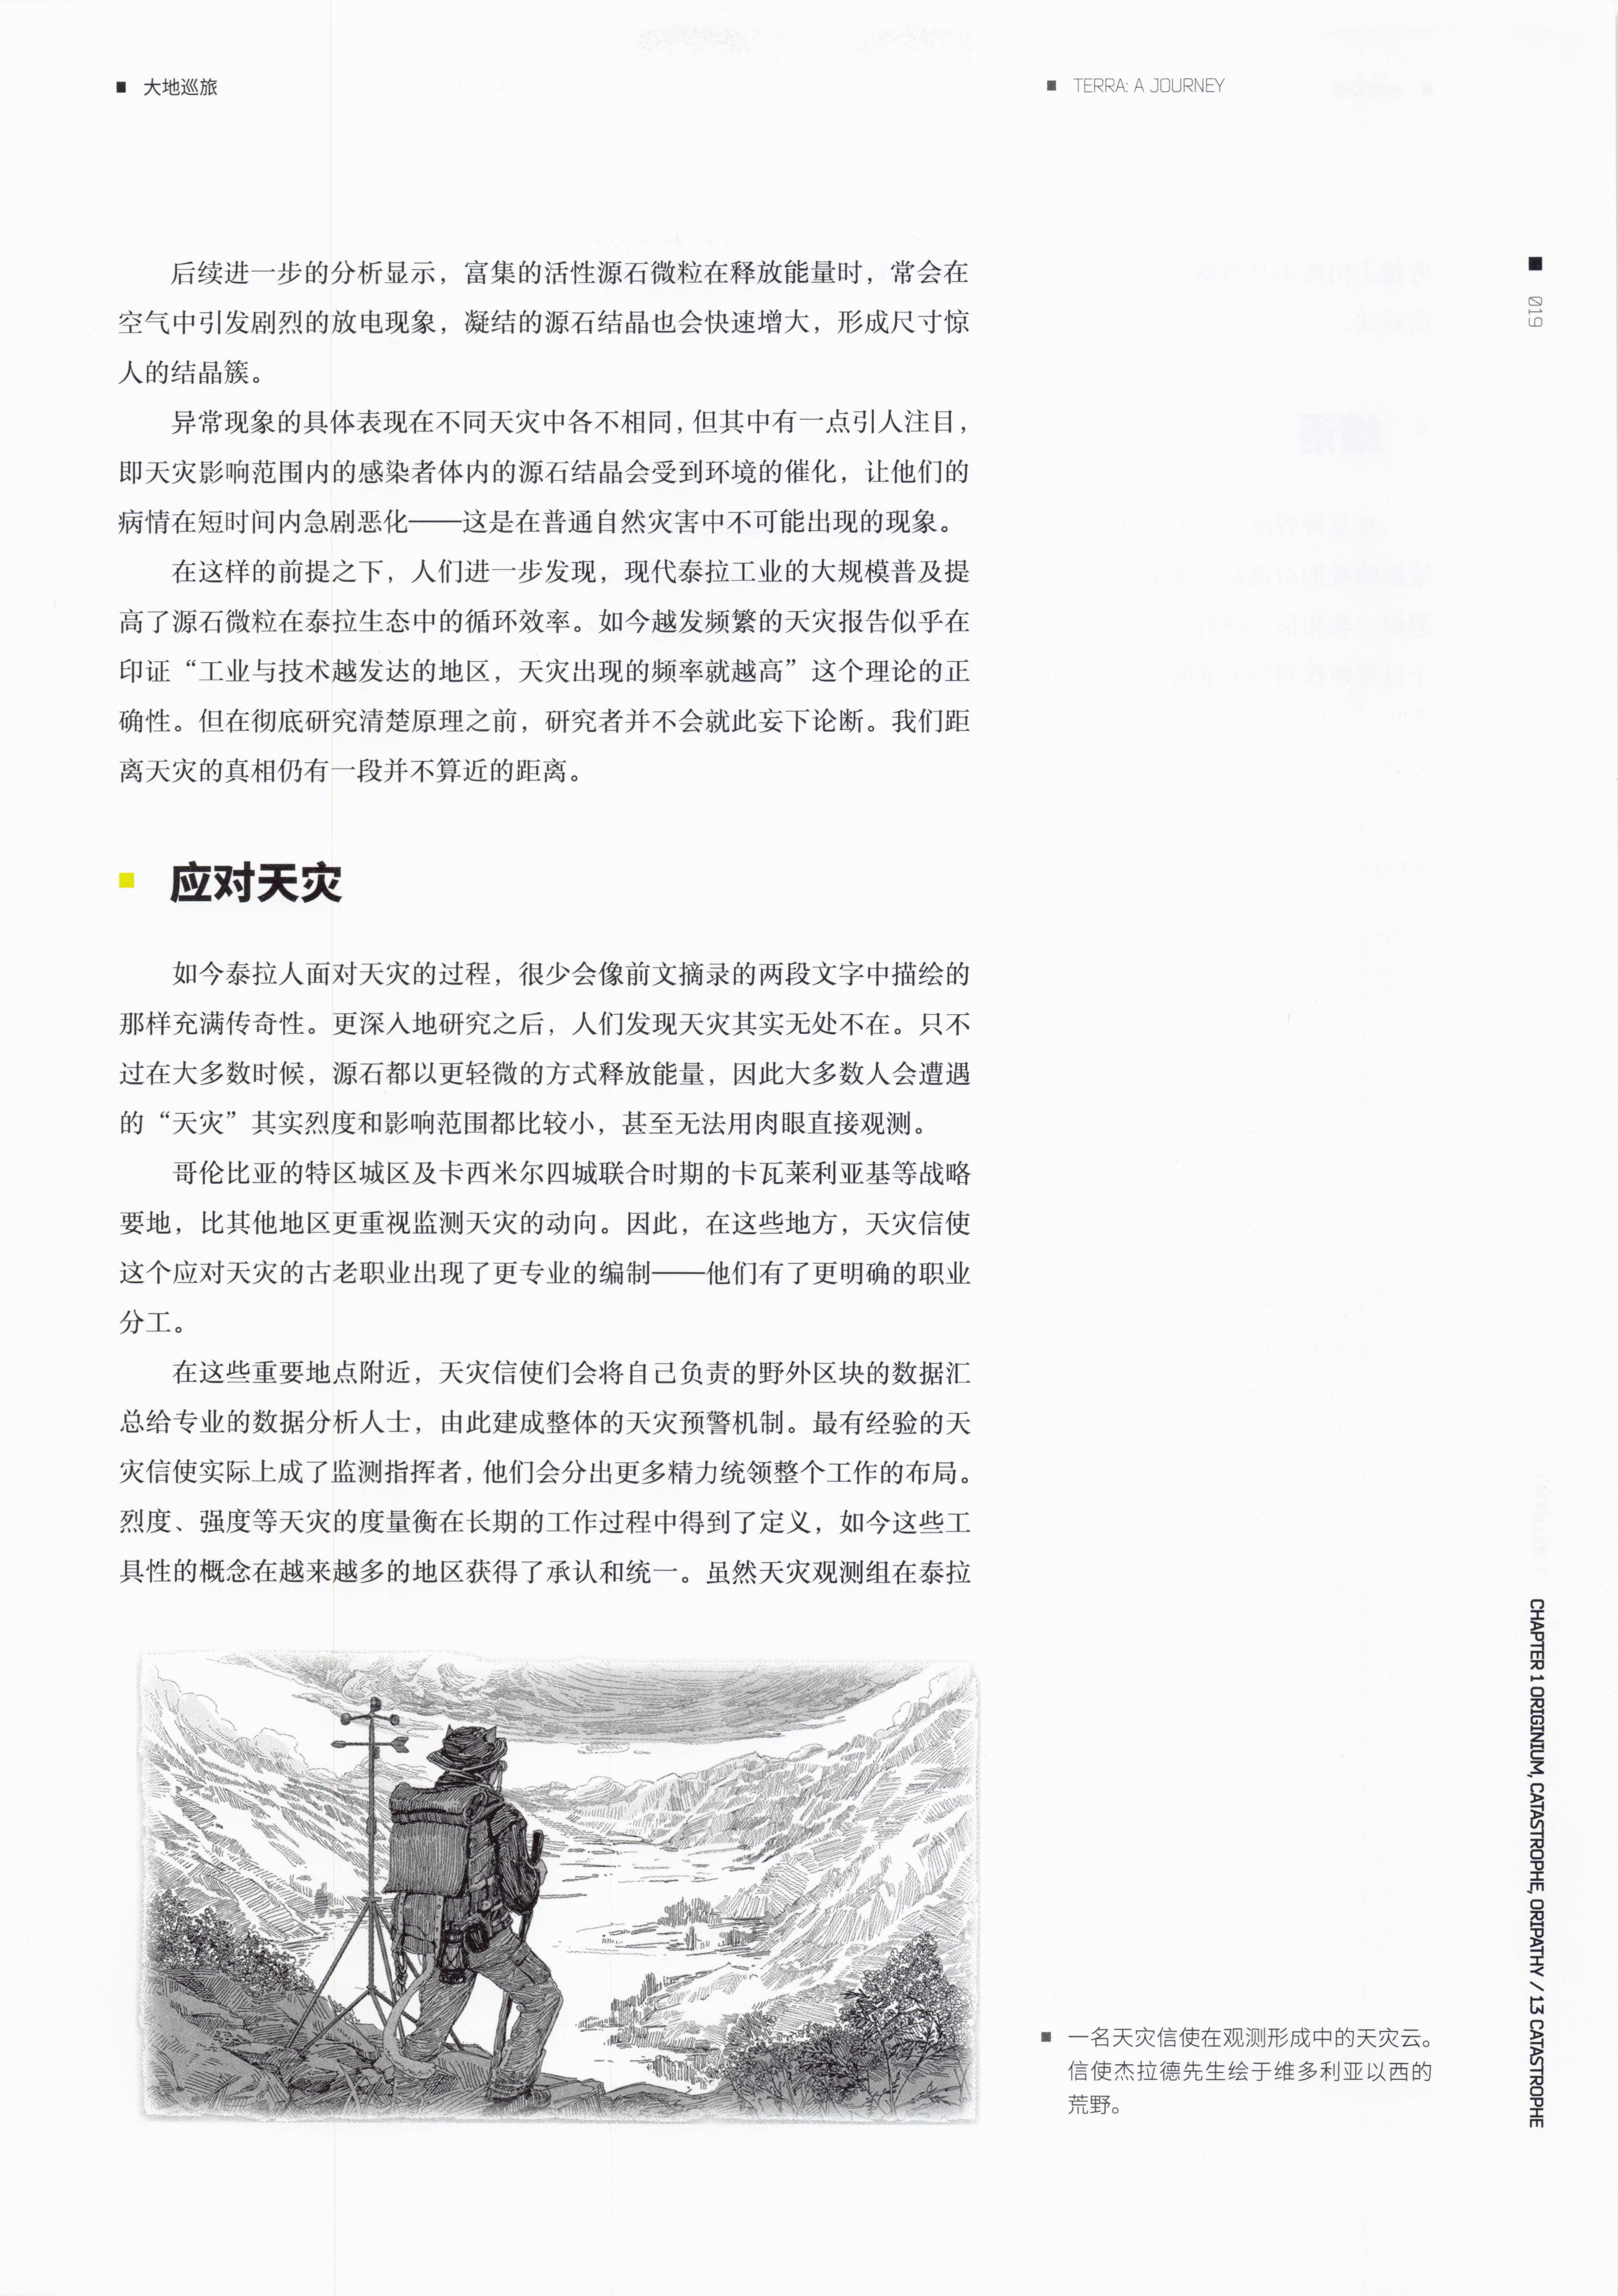 大地巡旅
TERRA: A JOURNEY
019
后续进一步的分析显示，富集的活性源石微粒在释放能量时，常会在
空气中引发剧烈的放电现象，凝结的源石结晶也会快速增大，形成尺寸惊
人的结晶簇。
异常现象的具体表现在不同天灾中各不相同，但其中有一点引人注目，
即天灾影响范围内的感染者体内的源石结晶会受到环境的催化，让他们的
病情在短时间内急剧恶化——这是在普通自然灾害中不可能出现的现象。
在这样的前提之下，人们进一步发现，现代泰拉工业的大规模普及提
高了源石微粒在泰拉生态中的循环效率。如今越发频繁的天灾报告似乎在
印证“工业与技术越发达的地区，天灾出现的频率就越高”这个理论的正
确性。但在彻底研究清楚原理之前，研究者并不会就此妄下论断。我们距
离天灾的真相仍有一段并不算近的距离。
应对天灾
如今泰拉人面对天灾的过程，很少会像前文摘录的两段文字中描绘的
那样充满传奇性。更深入地研究之后，人们发现天灾其实无处不在。只不
过在大多数时候，源石都以更轻微的方式释放能量，因此大多数人会遭遇
的“天灾”其实烈度和影响范围都比较小，甚至无法用肉眼直接观测。
哥伦比亚的特区城区及卡西米尔四城联合时期的卡瓦莱利亚基等战略
要地，比其他地区更重视监测天灾的动向。因此，在这些地方，天灾信使
这个应对天灾的古老职业出现了更专业的编制——他们有了更明确的职业
分工。
在这些重要地点附近，天灾信使们会将自己负责的野外区块的数据汇
总给专业的数据分析人士，由此建成整体的天灾预警机制。最有经验的天
灾信使实际上成了监测指挥者，他们会分出更多精力统领整个工作的布局。
烈度、强度等天灾的度量衡在长期的工作过程中得到了定义，如今这些工
具性的概念在越来越多的地区获得了承认和统一。虽然天灾观测组在泰拉
一名天灾信使在观测形成中的天灾云。
信使杰拉德先生绘于维多利亚以西的
荒野。
CHAPTER 1 ORIGINIUM, CATASTROPHE, ORIPATHY / 13 CATASTROPHE